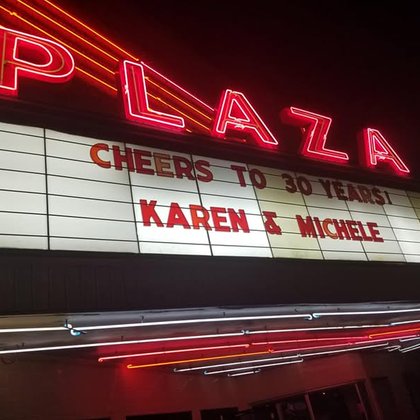 PLAZA
CHEERS TO 30 YEARS!
KAREN & MICHELE